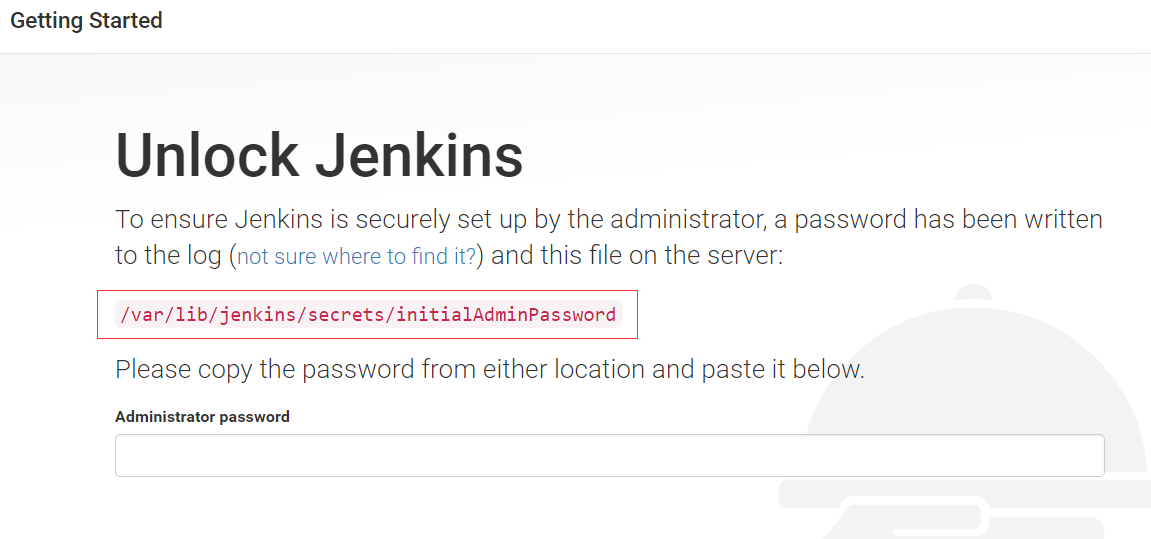 Getting Started
Unlock Jenkins
To ensure Jenkins is securely set up by the administrator, a password has been written
to the log (not sure where to find it?) and this file on the server:
/var/lib/jenkins/secrets/initialAdminPassword
Please copy the password from either location and paste it below.
Administrator password